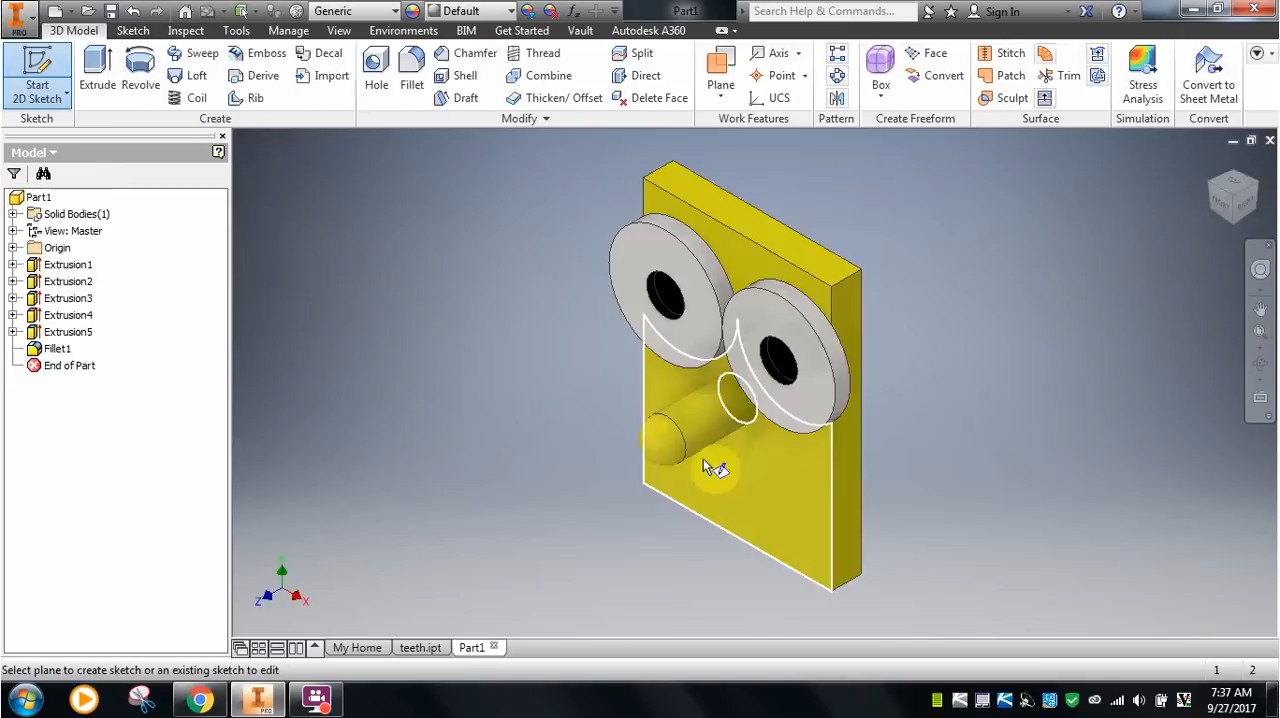 Generic
Default
Part1
Search Help & Commands...
Sign In
PRO
3D Model
Sketch
Inspect
Tools
Manage
View
Environments
BIM
Get Started
Vault
Autodesk A360
Start
2D Sketch
Extrude
Revolve
Sweep
Emboss
Decal
Loft
Derive
Import
Coil
Rib
Hole
Fillet
Chamfer
Thread
Split
Shell
Combine
Direct
Draft
Thicken/ Offset
Delete Face
Plane
Axis
Point
UCS
Box
Face
Convert
Stitch
Patch
Trim
Sculpt
Stress
Analysis
Convert to
Sheet Metal
Sketch
Create
Modify
Work Features
Pattern
Create Freeform
Surface
Simulation
Convert
Model
Part1
Solid Bodies(1)
View: Master
Origin
Extrusion1
Extrusion2
Extrusion3
Extrusion4
Extrusion5
Fillet1
End of Part
FRONT
RIGHT
Y
Z
X
My Home
teeth.ipt
Part1
Select plane to create sketch or an existing sketch to edit
1
2
PRO
7:37 AM
9/27/2017